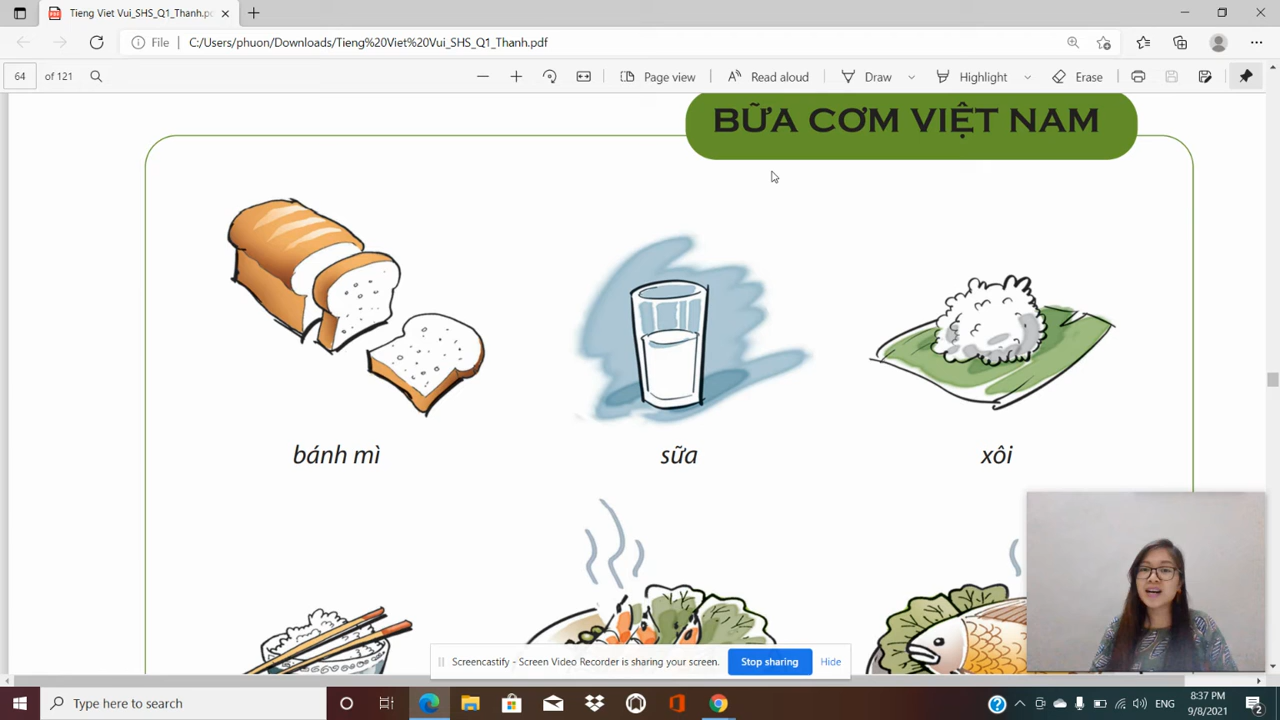 Tieng Viet Vui_SHS_Q1_Thanh.pdf
File C:/Users/phuon/Downloads/Tieng%20Viet%20Vui_SHS_Q1_Thanh.pdf
64 of 121 Page view Read aloud Draw Highlight Erase
BỮA CƠM VIỆT NAM
bánh mì sữa xôi
Screencastify - Screen Video Recorder is sharing your screen. Stop sharing Hide
Type here to search
ENG
8:37 PM
9/8/2021
2